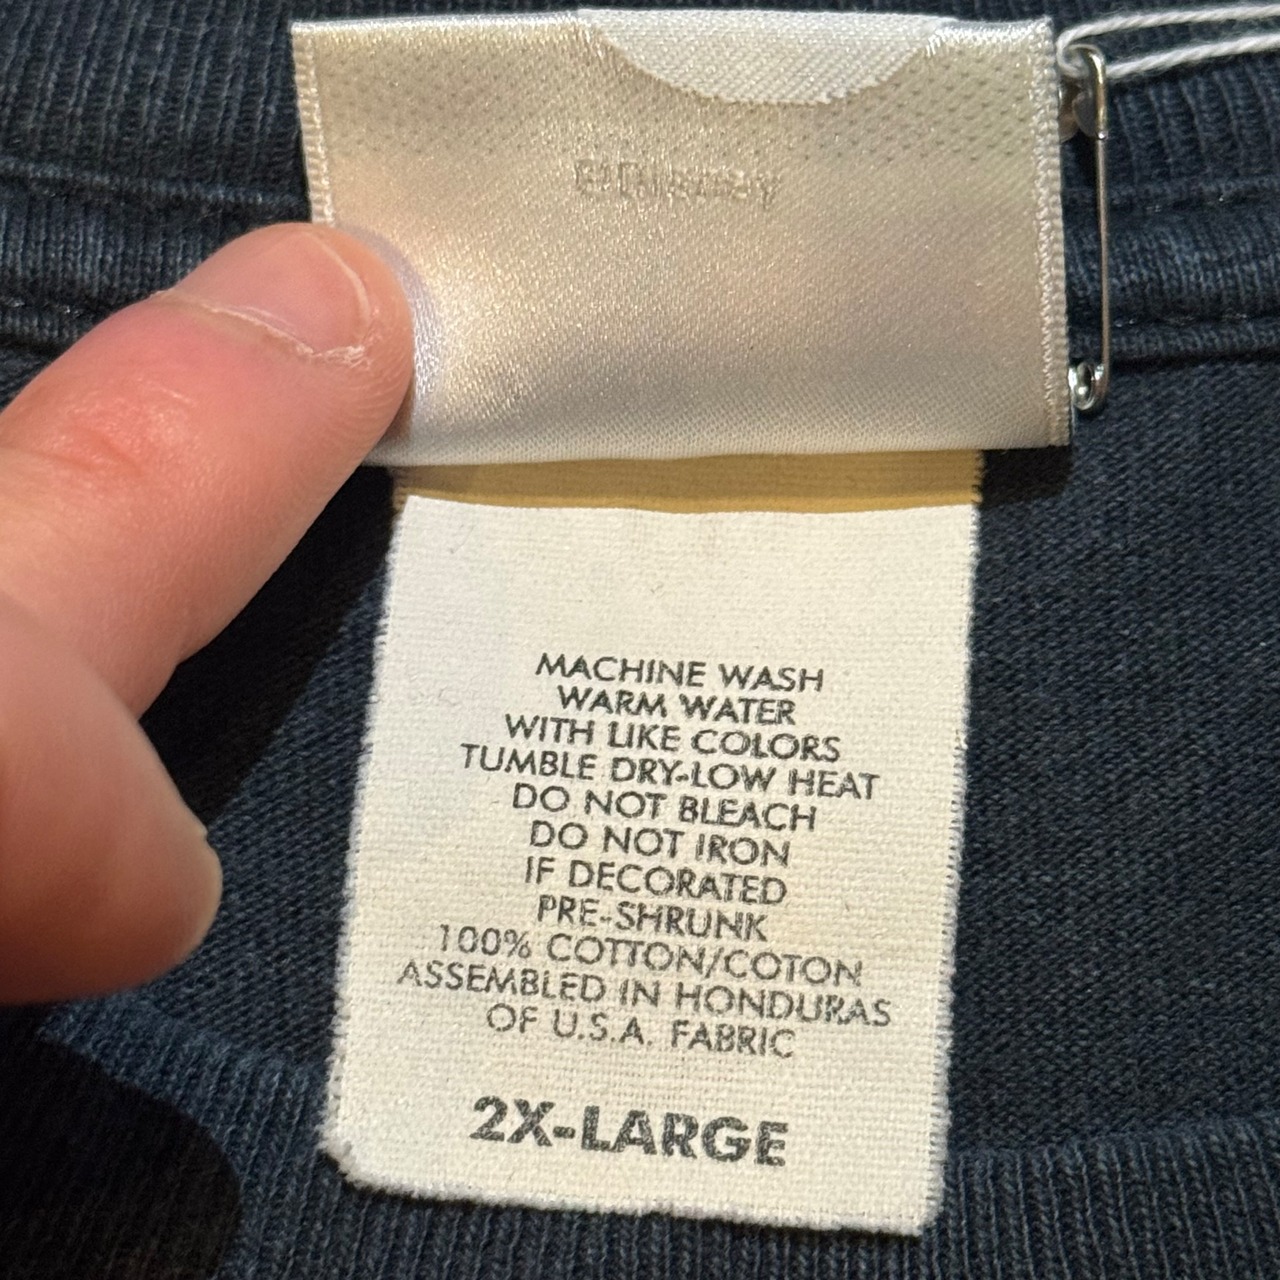 MACHINE WASH
WARM WATER
WITH LIKE COLORS
TUMBLE DRY-LOW HEAT
DO NOT BLEACH
DO NOT IRON
IF DECORATED
PRE-SHRUNK
100% COTTON/COTON
ASSEMBLED IN HONDURAS
OF U.S.A. FABRIC
2X-LARGE